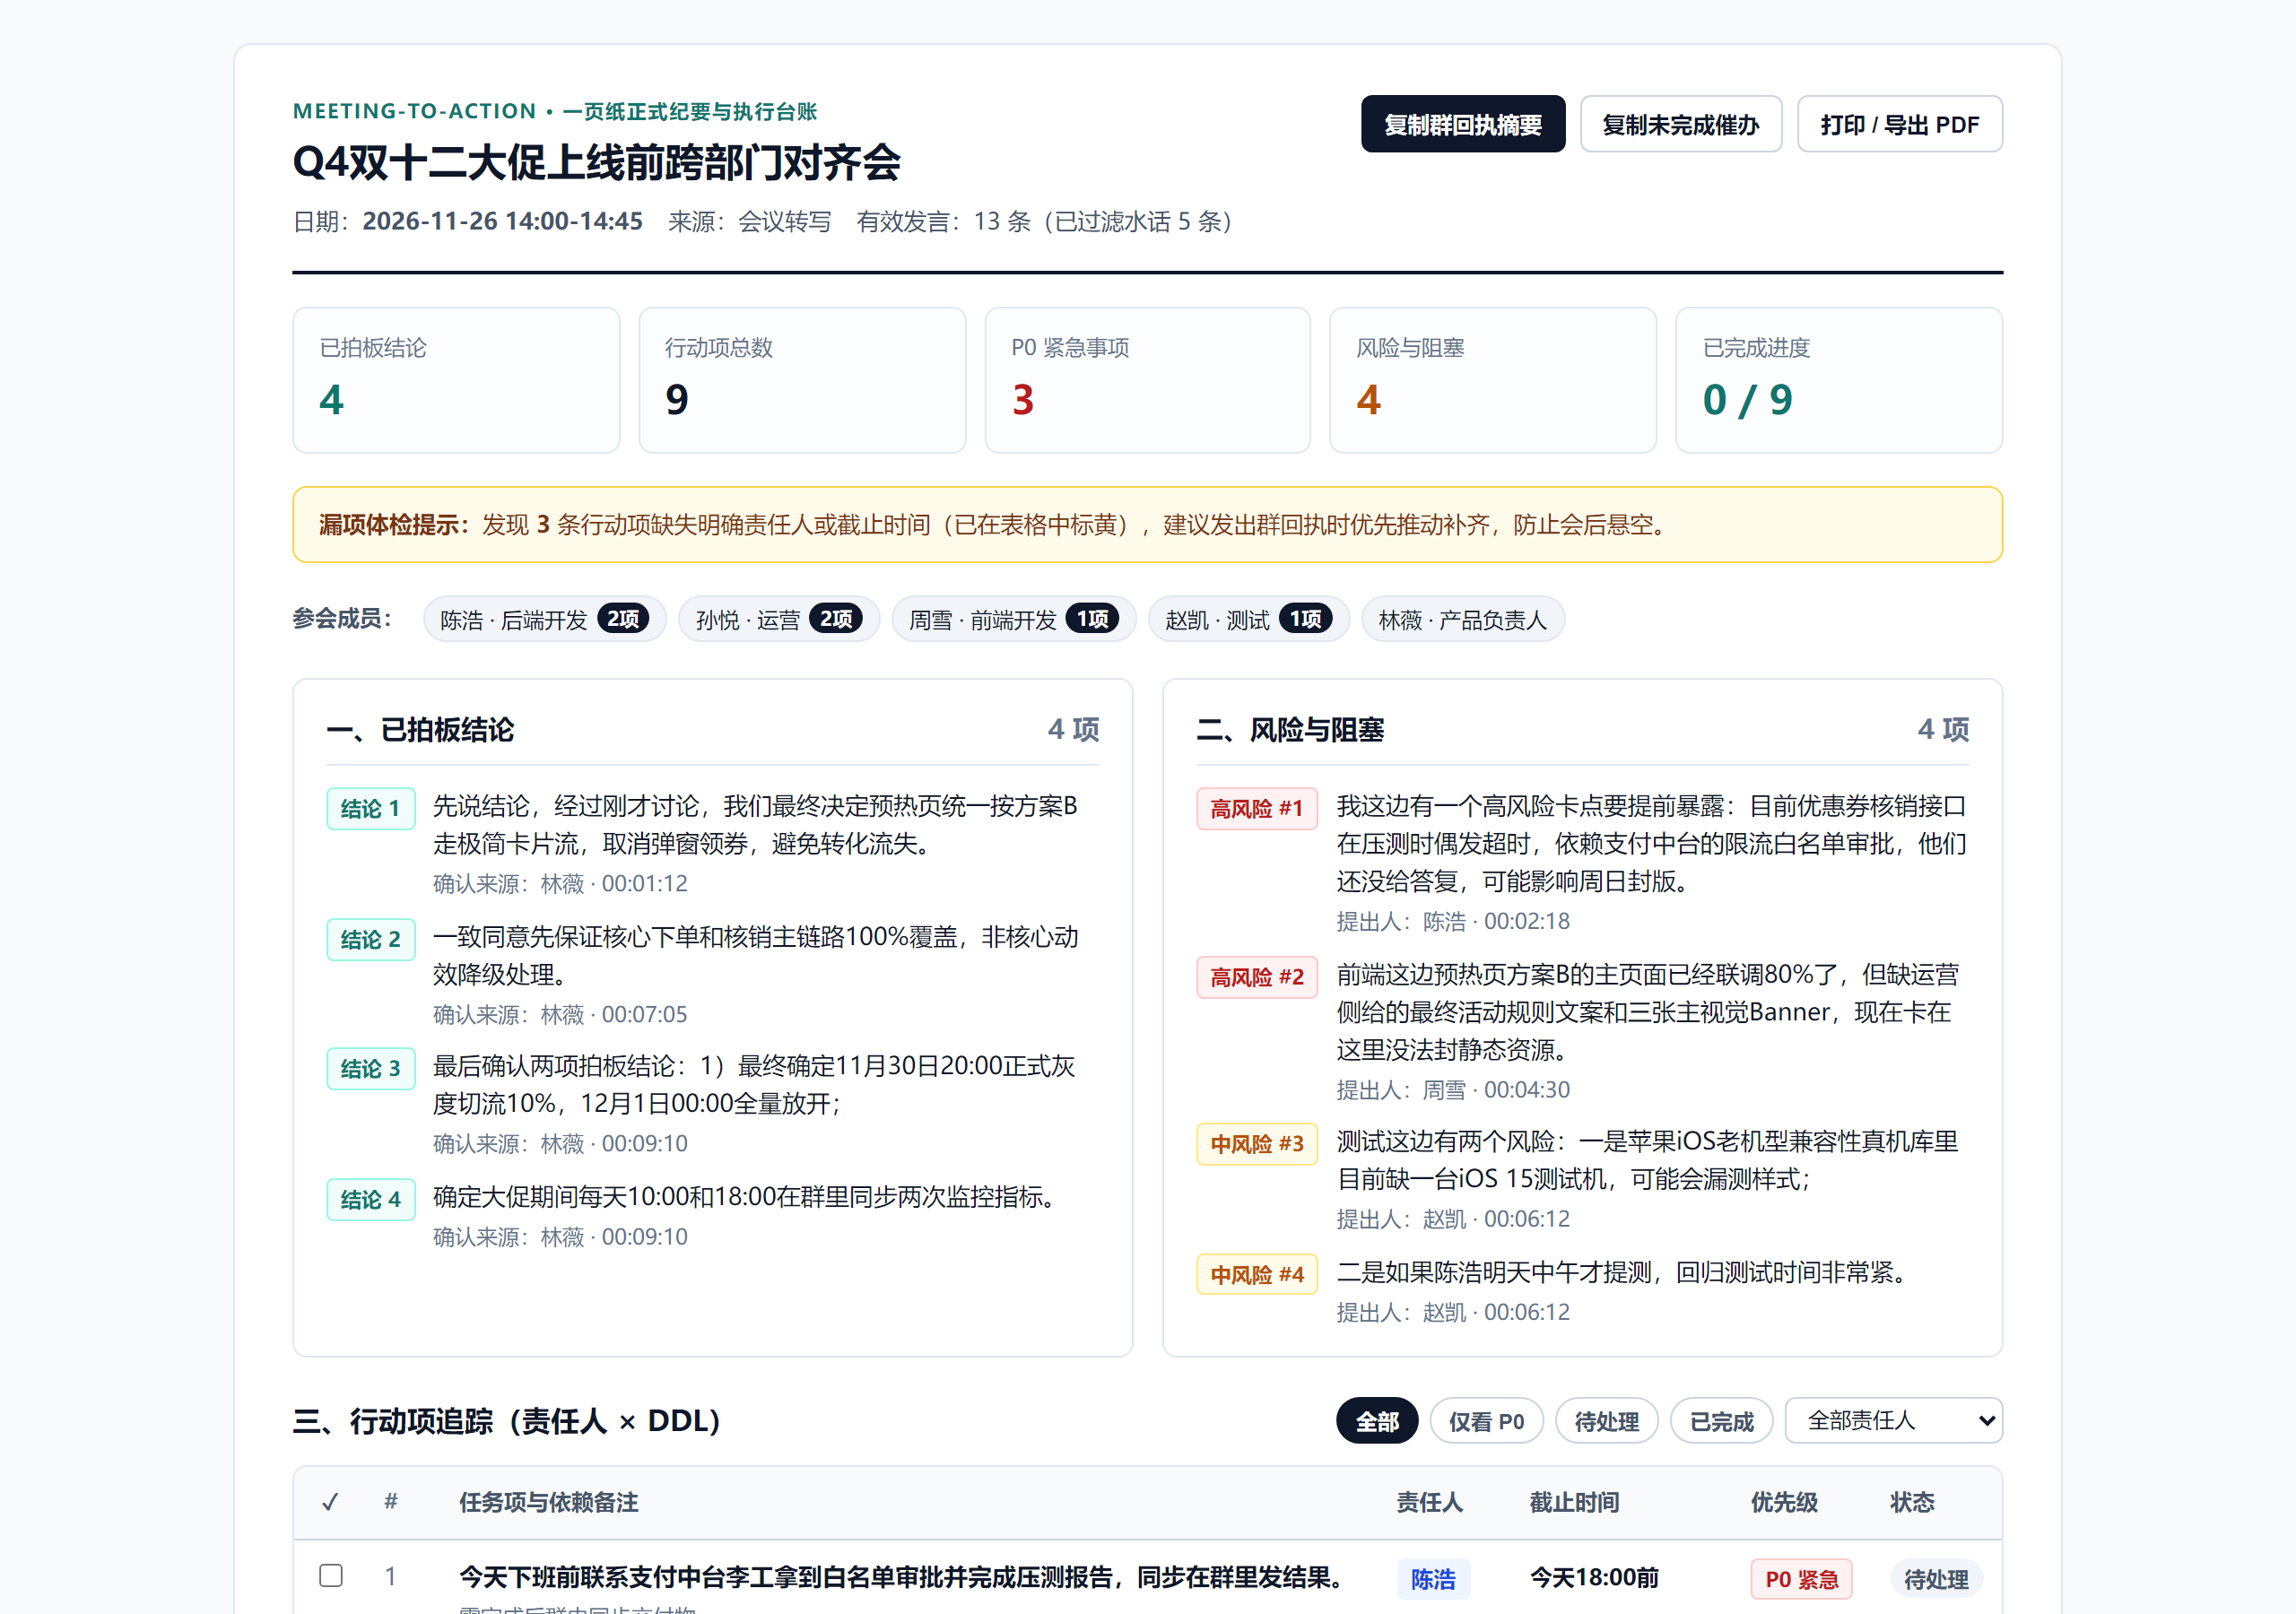 MEETING-TO-ACTION • 一页纸正式纪要与执行台账
Q4双十二大促上线前跨部门对齐会
日期：2026-11-26 14:00-14:45 来源：会议转写 有效发言：13 条（已过滤水话 5 条）
复制群回执摘要
复制未完成催办
打印 / 导出 PDF
已拍板结论
4
行动项总数
9
P0 紧急事项
3
风险与阻塞
4
已完成进度
0 / 9
漏项体检提示：发现 3 条行动项缺失明确责任人或截止时间（已在表格中标黄），建议发出群回执时优先推动补齐，防止会后悬空。
参会成员： 陈浩 · 后端开发 2项 孙悦 · 运营 2项 周雪 · 前端开发 1项 赵凯 · 测试 1项 林薇 · 产品负责人
一、已拍板结论 4 项
结论 1 先说结论，经过刚才讨论，我们最终决定预热页统一按方案B
走极简卡片流，取消弹窗领券，避免转化流失。
确认来源：林薇 · 00:01:12
结论 2 一致同意先保证核心下单和核销主链路100%覆盖，非核心动
效降级处理。
确认来源：林薇 · 00:07:05
结论 3 最后确认两项拍板结论：1）最终确定11月30日20:00正式灰
度切流10%，12月1日00:00全量放开；
确认来源：林薇 · 00:09:10
结论 4 确定大促期间每天10:00和18:00在群里同步两次监控指标。
确认来源：林薇 · 00:09:10
二、风险与阻塞 4 项
高风险 #1 我这边有一个高风险卡点要提前暴露：目前优惠券核销接口
在压测时偶发超时，依赖支付中台的限流白名单审批，他们
还没给答复，可能影响周日封版。
提出人：陈浩 · 00:02:18
高风险 #2 前端这边预热页方案B的主页面已经联调80%了，但缺运营
侧给的最终活动规则文案和三张主视觉Banner，现在卡在
这里没法封静态资源。
提出人：周雪 · 00:04:30
中风险 #3 测试这边有两个风险：一是苹果iOS老机型兼容性真机库里
目前缺一台iOS 15测试机，可能会漏测样式；
提出人：赵凯 · 00:06:12
中风险 #4 二是如果陈浩明天中午才提测，回归测试时间非常紧。
提出人：赵凯 · 00:06:12
三、行动项追踪（责任人 × DDL） 全部 仅看 P0 待处理 已完成 全部责任人
✓ # 任务项与依赖备注 责任人 截止时间 优先级 状态
1 今天下班前联系支付中台李工拿到白名单审批并完成压测报告，同步在群里发结果。 陈浩 今天18:00前 P0 紧急 待处理